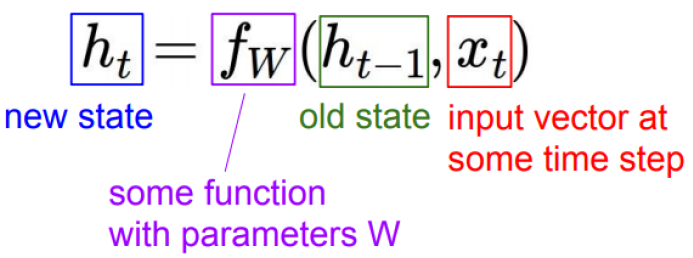 h_t = f_W(h_{t-1}, x_t)
new state
old state
input vector at
some time step
some function
with parameters W